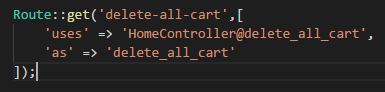 Route::get('delete-all-cart',[
    'uses' => 'HomeController@delete_all_cart',
    'as' => 'delete_all_cart'
]);